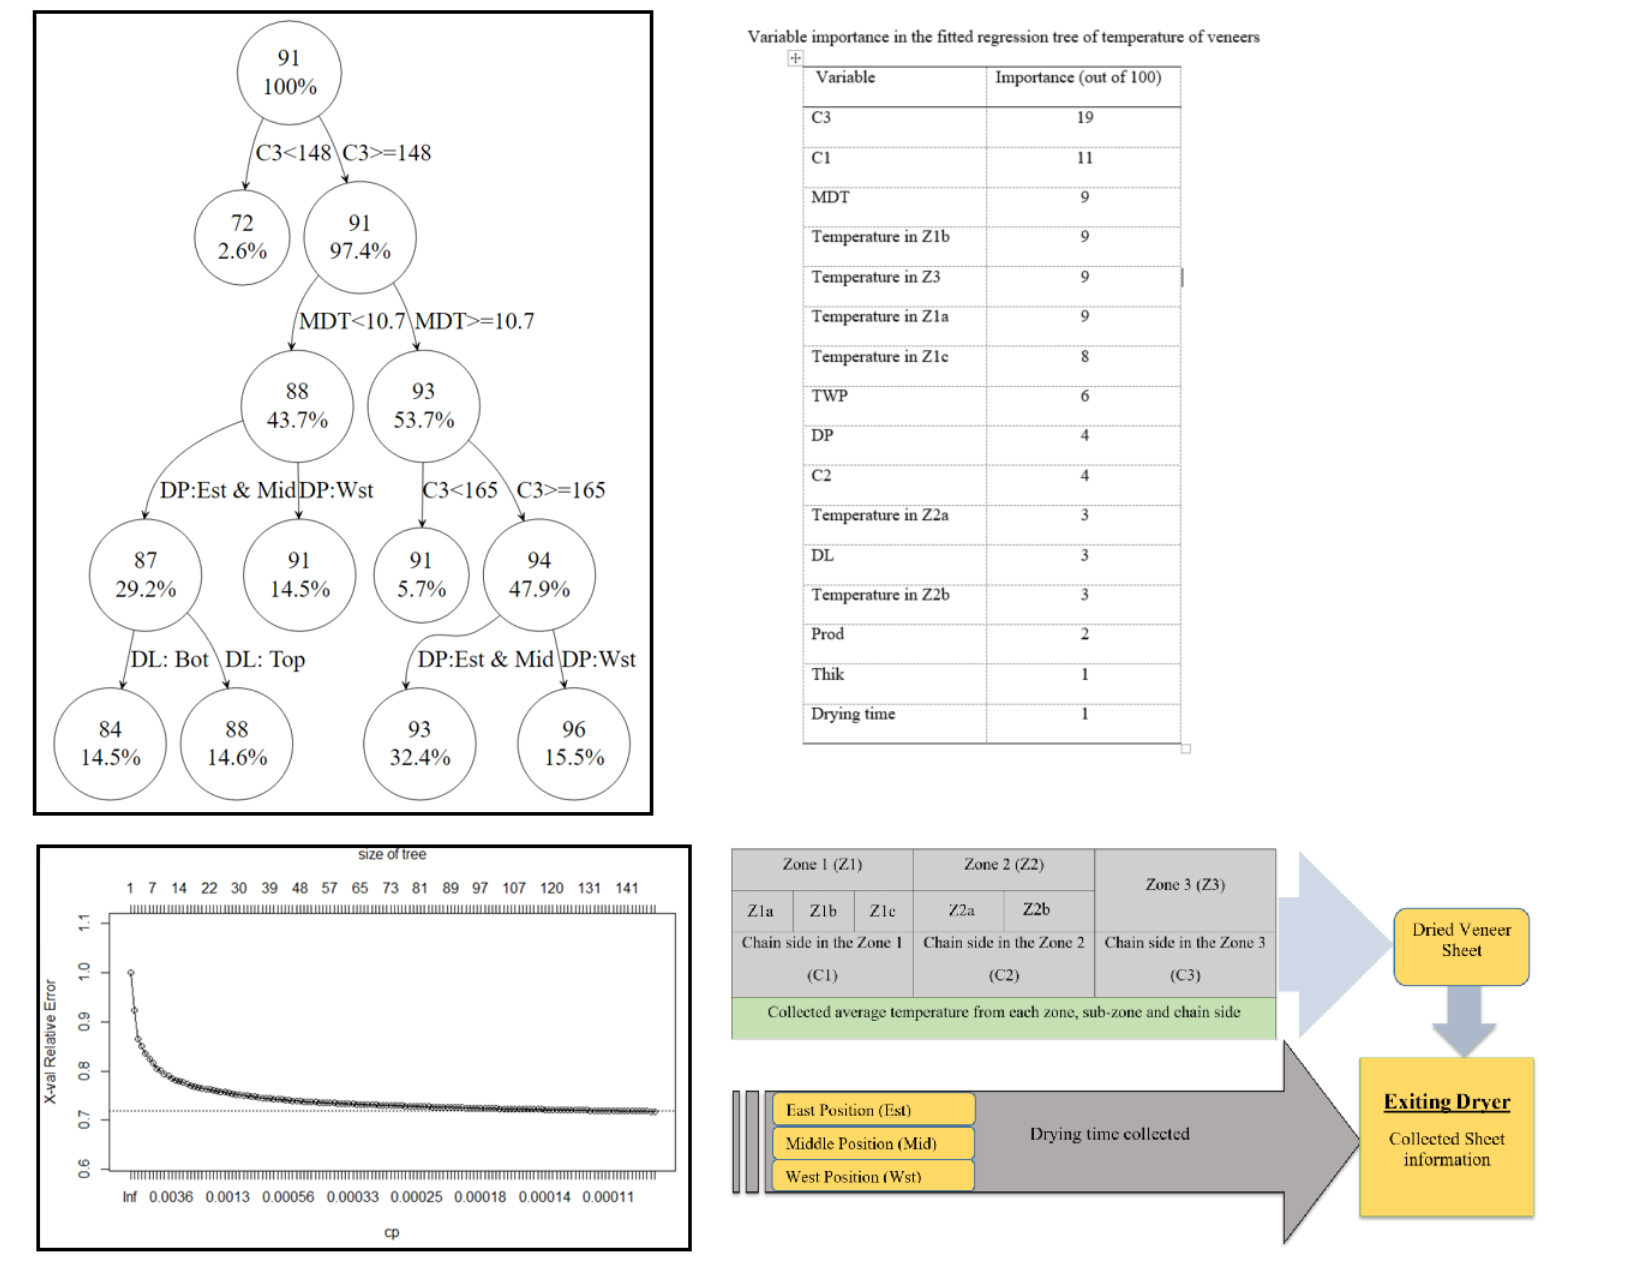 91
100%
C3<148 C3>=148
72
2.6%
91
97.4%
MDT<10.7 MDT>=10.7
88
43.7%
93
53.7%
DP:Est & Mid DP:Wst
C3<165 C3>=165
87
29.2%
91
14.5%
91
5.7%
94
47.9%
DL: Bot DL: Top
DP:Est & Mid DP:Wst
84
14.5%
88
14.6%
93
32.4%
96
15.5%
Variable importance in the fitted regression tree of temperature of veneers
Variable Importance (out of 100)
C3 19
C1 11
MDT 9
Temperature in Z1b 9
Temperature in Z3 9
Temperature in Z1a 9
Temperature in Z1c 8
TWP 6
DP 4
C2 4
Temperature in Z2a 3
DL 3
Temperature in Z2b 3
Prod 2
Thik 1
Drying time 1
size of tree
1 7 14 22 30 39 48 57 65 73 81 89 97 107 120 131 141
X-val Relative Error
1.1
1.0
0.9
0.8
0.7
0.6
Inf 0.0036 0.0013 0.00056 0.00033 0.00025 0.00018 0.00014 0.00011
cp
Zone 1 (Z1) Zone 2 (Z2) Zone 3 (Z3)
Z1a Z1b Z1c Z2a Z2b
Chain side in the Zone 1
(C1)
Chain side in the Zone 2
(C2)
Chain side in the Zone 3
(C3)
Collected average temperature from each zone, sub-zone and chain side
Dried Veneer
Sheet
East Position (Est)
Middle Position (Mid)
West Position (Wst)
Drying time collected
Exiting Dryer
Collected Sheet
information